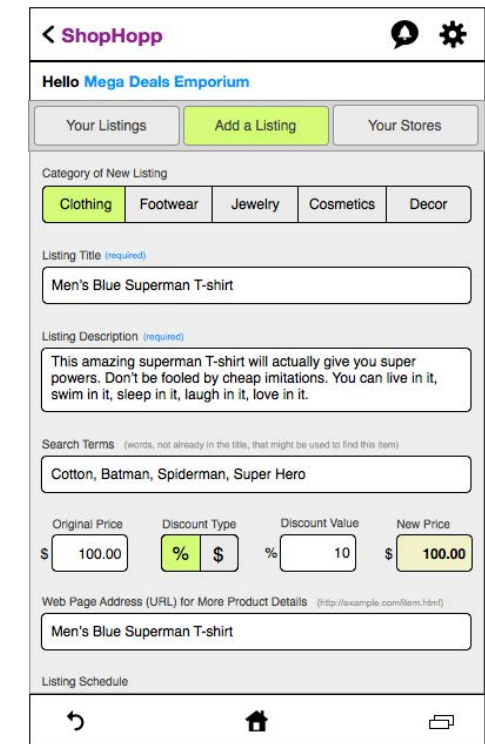 ShopHopp
Hello Mega Deals Emporium
Your Listings Add a Listing Your Stores
Category of New Listing
Clothing Footwear Jewelry Cosmetics Decor
Listing Title (required)
Men's Blue Superman T-shirt
Listing Description (required)
This amazing superman T-shirt will actually give you super
powers. Don't be fooled by cheap imitations. You can live in it,
swim in it, sleep in it, laugh in it, love in it.
Search Terms (words, not already in the title, that might be used to find this item)
Cotton, Batman, Spiderman, Super Hero
Original Price Discount Type Discount Value New Price
$ 100.00 % $ % 10 $ 100.00
Web Page Address (URL) for More Product Details (http://example.com/item.html)
Men's Blue Superman T-shirt
Listing Schedule